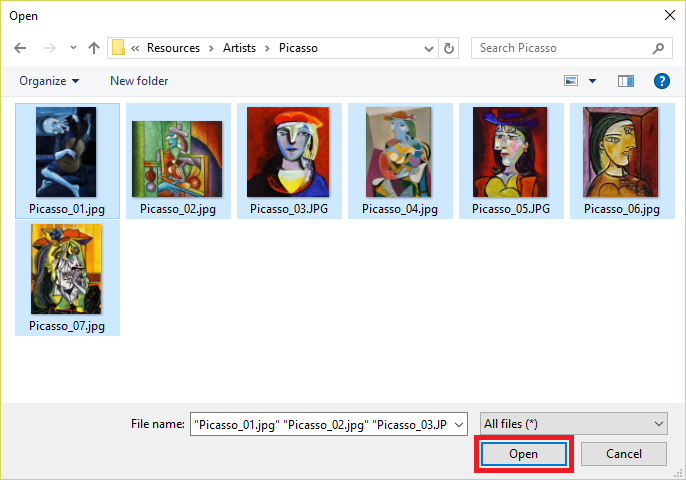 Open
Resources
Artists
Picasso
Search Picasso
Organize
New folder
Picasso_01.jpg
Picasso_02.jpg
Picasso_03.JPG
Picasso_04.jpg
Picasso_05.JPG
Picasso_06.jpg
Picasso_07.jpg
File name:
"Picasso_01.jpg" "Picasso_02.jpg" "Picasso_03.JP
All files (*)
Open
Cancel